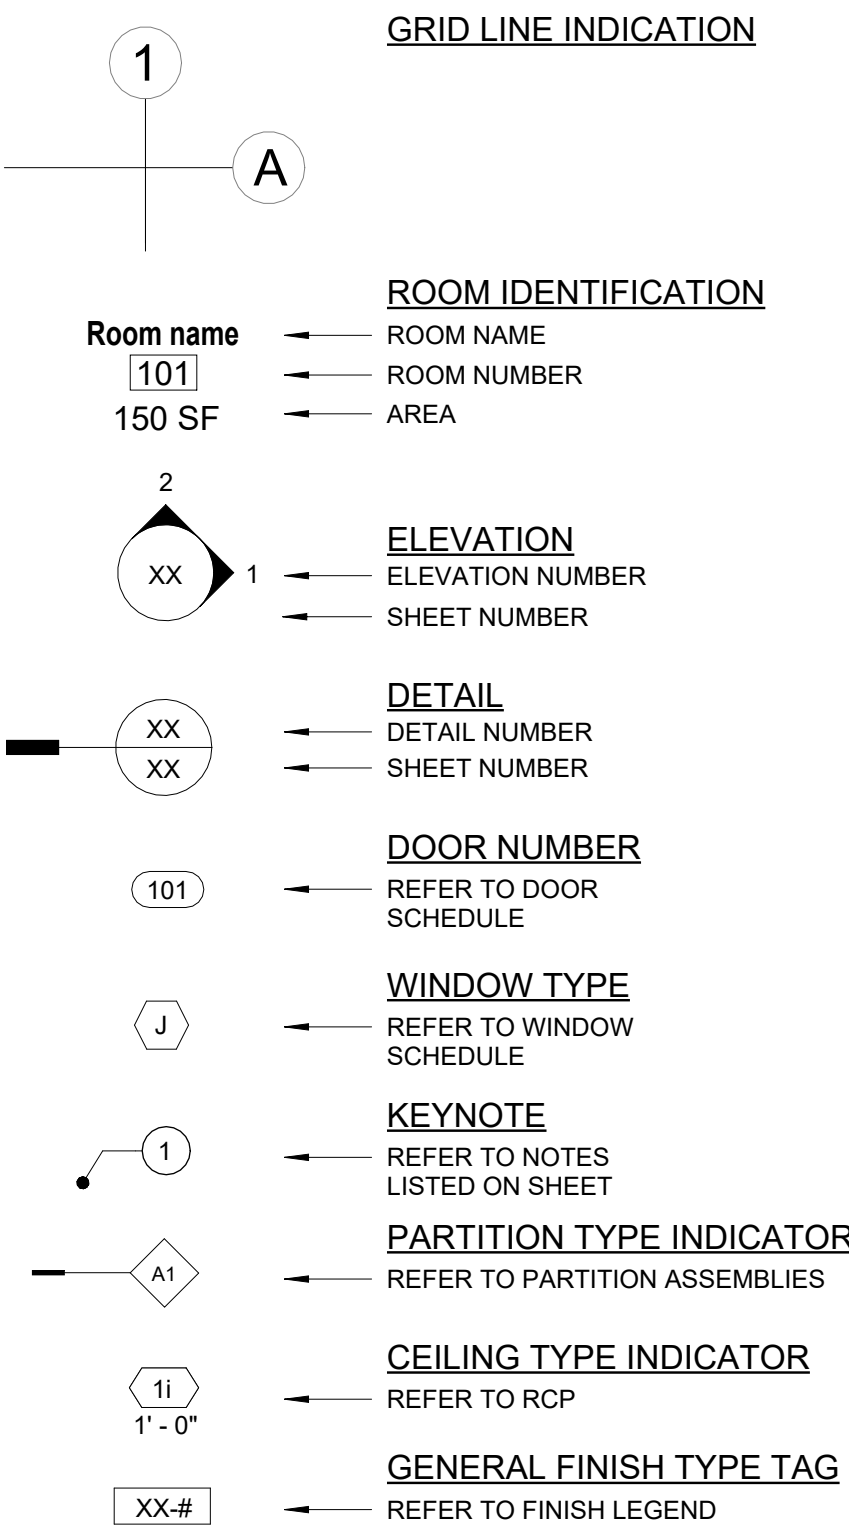 GRID LINE INDICATION
1
A
ROOM IDENTIFICATION
Room name
ROOM NAME
101
ROOM NUMBER
150 SF
AREA
2
ELEVATION
XX
1
ELEVATION NUMBER
SHEET NUMBER
DETAIL
XX
DETAIL NUMBER
XX
SHEET NUMBER
DOOR NUMBER
101
REFER TO DOOR
SCHEDULE
WINDOW TYPE
J
REFER TO WINDOW
SCHEDULE
KEYNOTE
1
REFER TO NOTES
LISTED ON SHEET
PARTITION TYPE INDICATOR
A1
REFER TO PARTITION ASSEMBLIES
CEILING TYPE INDICATOR
1i
REFER TO RCP
1' - 0"
GENERAL FINISH TYPE TAG
XX-#
REFER TO FINISH LEGEND